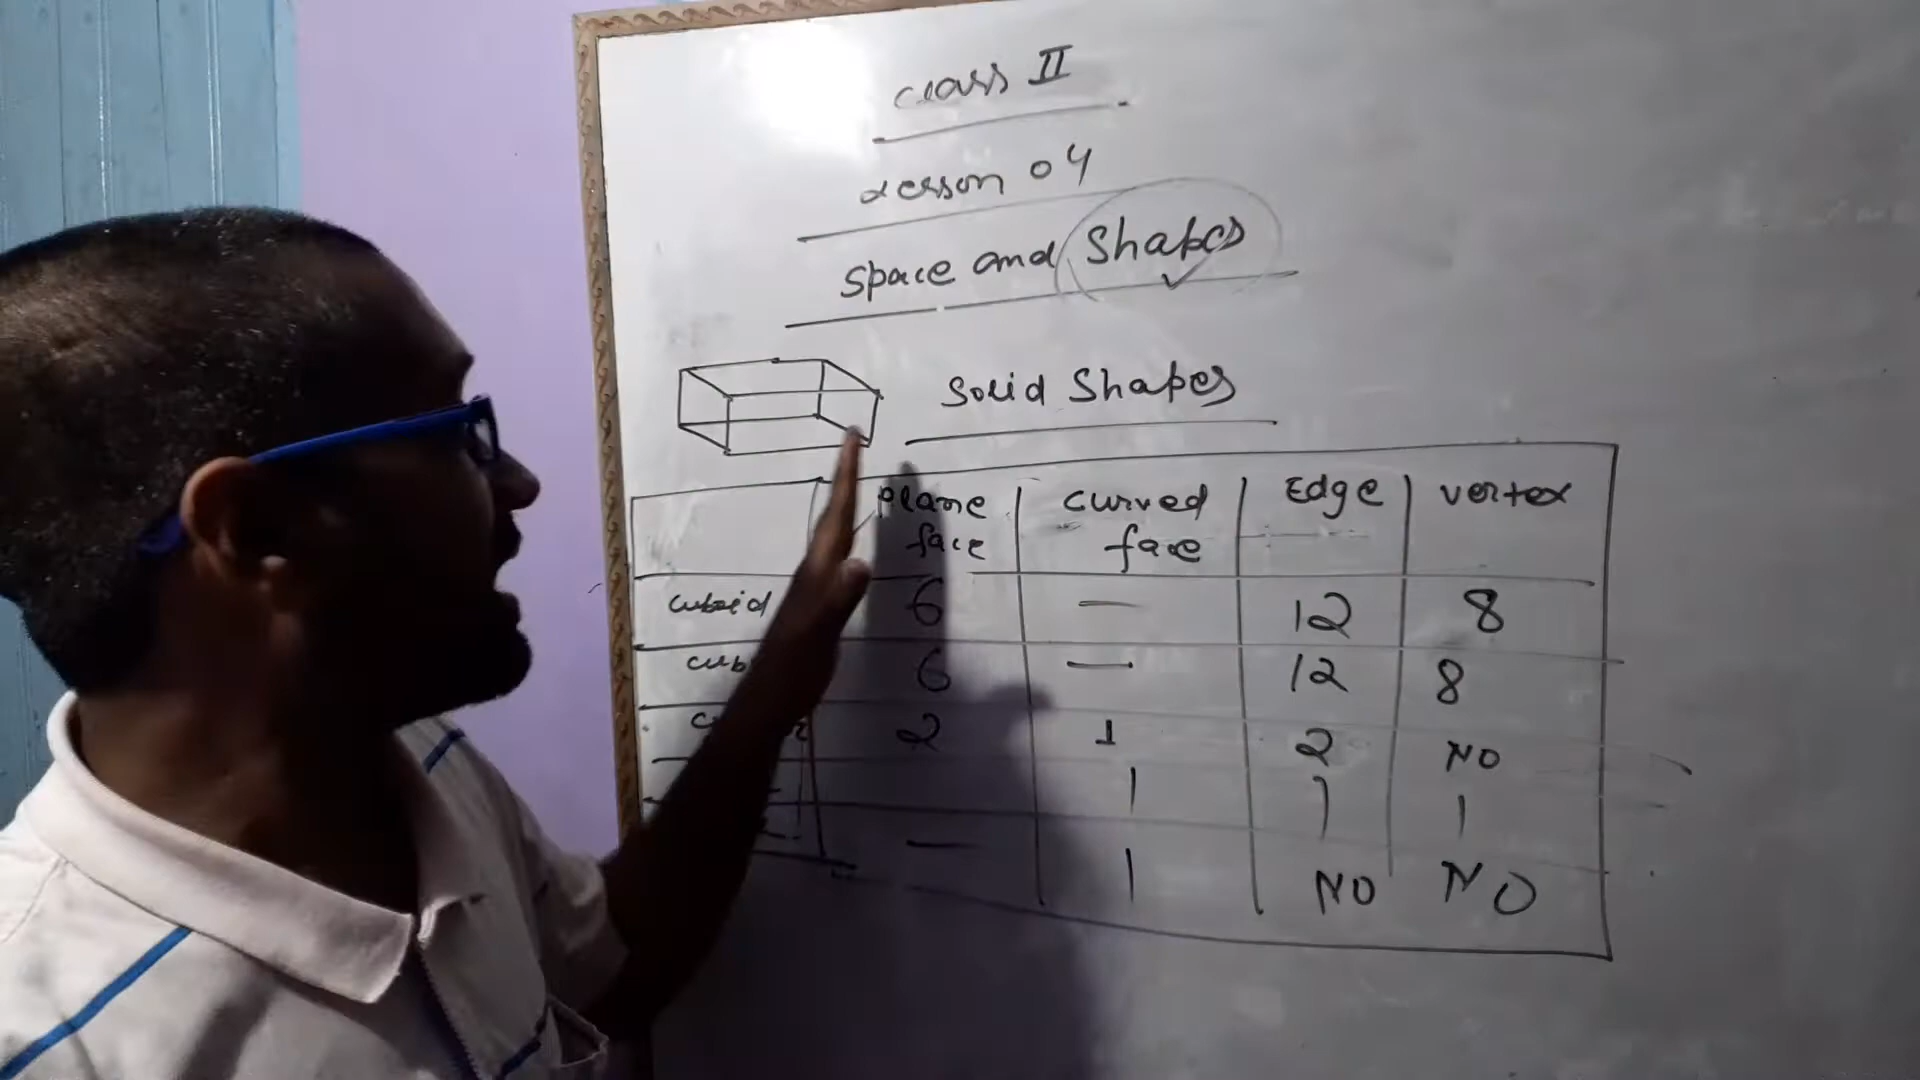 Class II
Lesson 04
Space and Shapes
Solid Shapes
Plane face | Curved face | Edge | Vertex
Cuboid 6 — 12 8
6 — 12 8
2 1 2 NO
1 1 1
— 1 NO NO